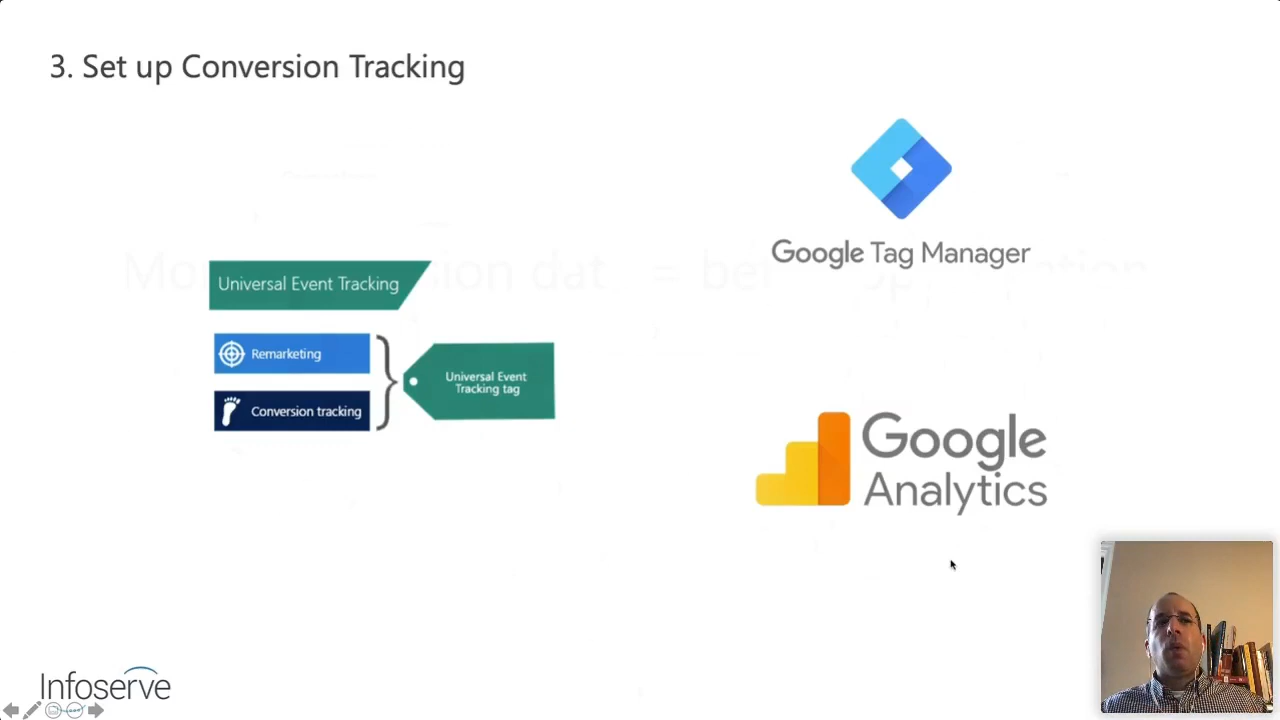 3. Set up Conversion Tracking
Universal Event Tracking
Remarketing
Conversion tracking
Universal Event
Tracking tag
Google Tag Manager
Google
Analytics
Infoserve